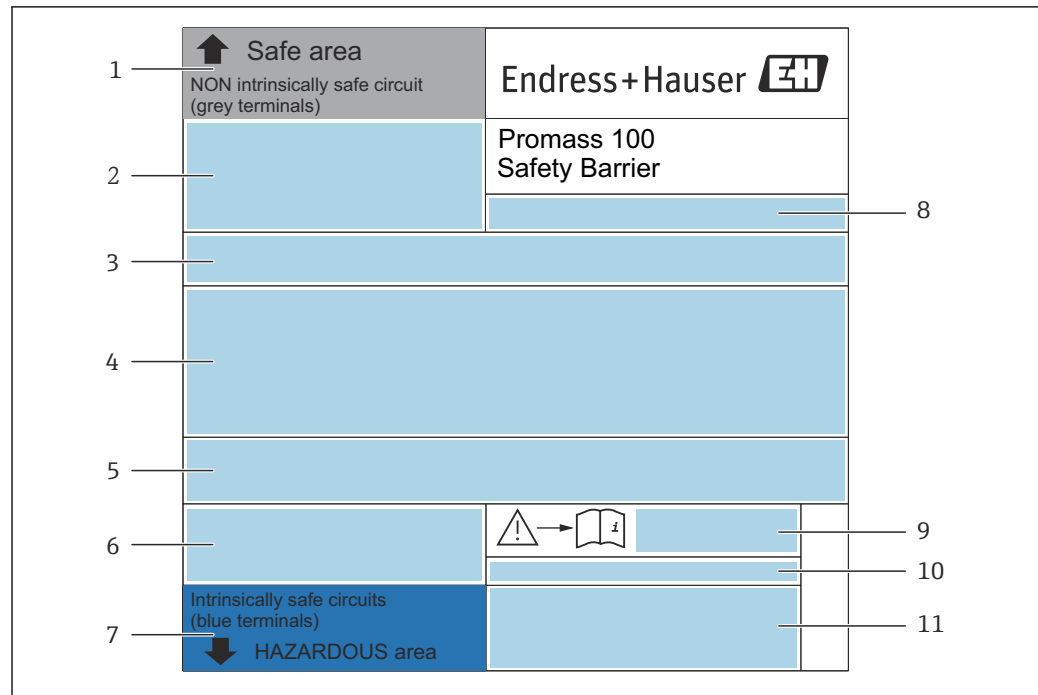 1
Safe area
NON intrinsically safe circuit
(grey terminals)
Endress+Hauser EH
Promass 100
Safety Barrier
2
8
3
4
5
6
i
9
10
Intrinsically safe circuits
(blue terminals)
7
HAZARDOUS area
11